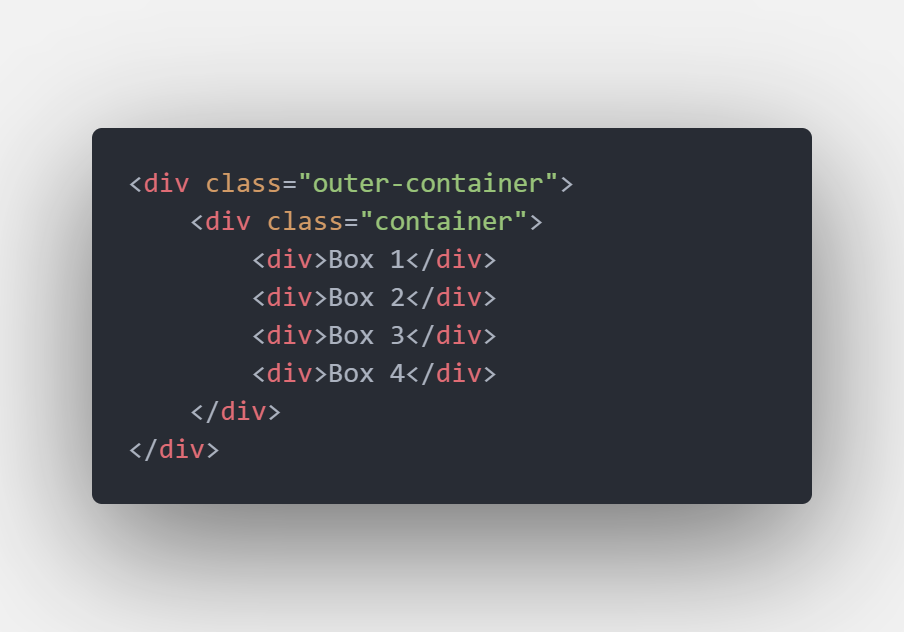 <div class="outer-container">
    <div class="container">
        <div>Box 1</div>
        <div>Box 2</div>
        <div>Box 3</div>
        <div>Box 4</div>
    </div>
</div>